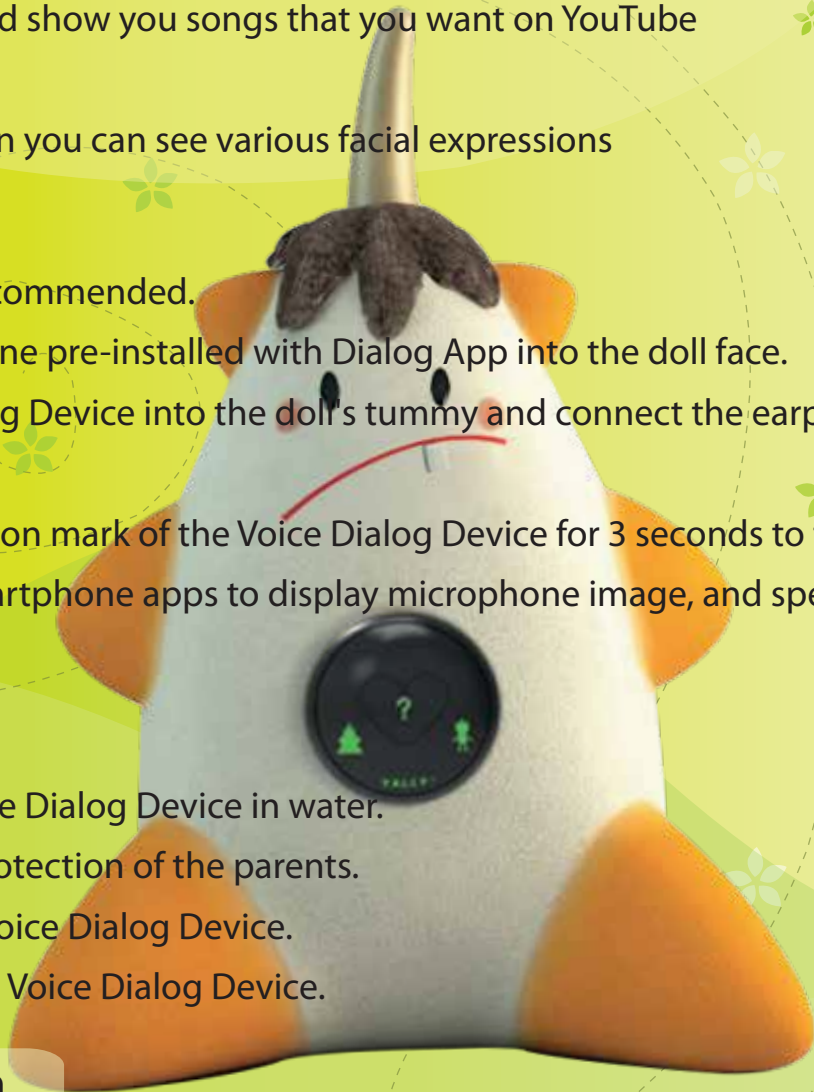 d show you songs that you want on YouTube
n you can see various facial expressions
commended.
ne pre-installed with Dialog App into the doll face.
g Device into the doll's tummy and connect the earp
on mark of the Voice Dialog Device for 3 seconds to
artphone apps to display microphone image, and spe
?
e Dialog Device in water.
otection of the parents.
oice Dialog Device.
Voice Dialog Device.